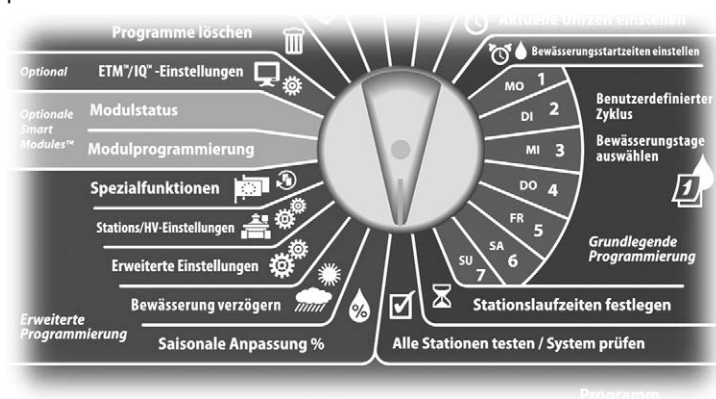 Programme löschen
Aktuelle Uhrzeit einstellen
Optional
ETM™/IQ™ -Einstellungen
Bewässerungsstartzeiten einstellen
Optionale
Smart
Modules™
Modulstatus
Modulprogrammierung
MO 1
DI 2
MI 3
DO 4
FR 5
SA 6
SU 7
Benutzerdefinierter
Zyklus
Bewässerungstage
auswählen
1
Grundlegende
Programmierung
Spezialfunktionen
Stations/HV-Einstellungen
Erweiterte Einstellungen
Bewässerung verzögern
Stationslaufzeiten festlegen
Erweiterte
Programmierung
Saisonale Anpassung %
%
Alle Stationen testen / System prüfen
Programm